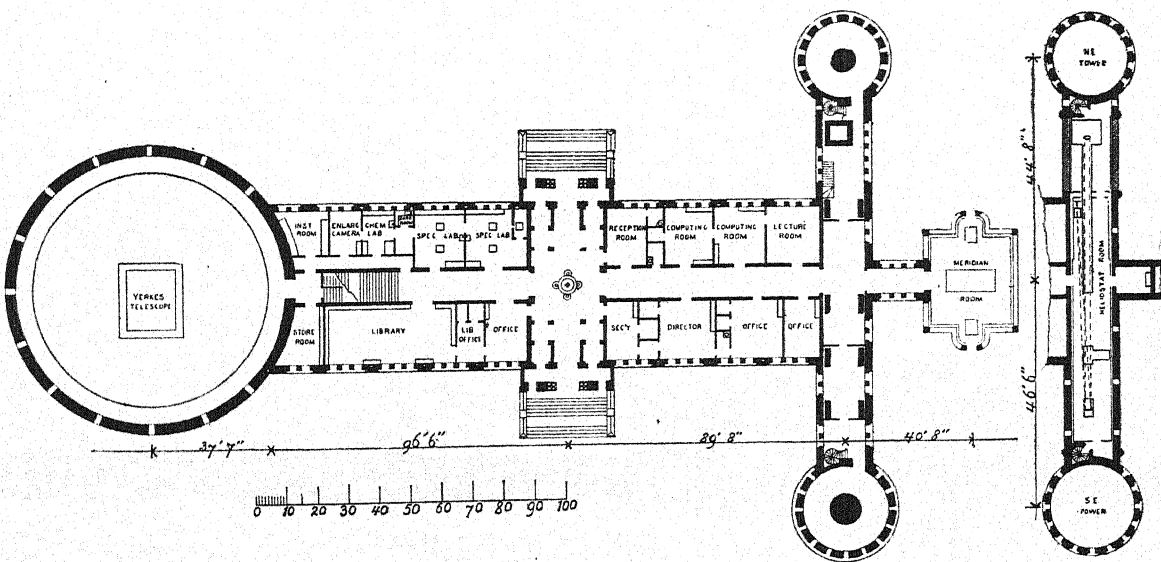 NE
TOWER
44' 8"
INST
ROOM
ENLARG
CAMERA
CHEM
LAB
SPEC LAB
SPEC LAB
RECEPTION
ROOM
COMPUTING
ROOM
COMPUTING
ROOM
LECTURE
ROOM
MERIDIAN
ROOM
HELIOSTAT ROOM
YERKES
TELESCOPE
STORE
ROOM
LIBRARY
LIB
OFFICE
OFFICE
SEC'Y
DIRECTOR
OFFICE
OFFICE
46' 6"
37' 7"
96' 6"
89' 8"
40' 8"
0 10 20 30 40 50 60 70 80 90 100
S E
TOWER